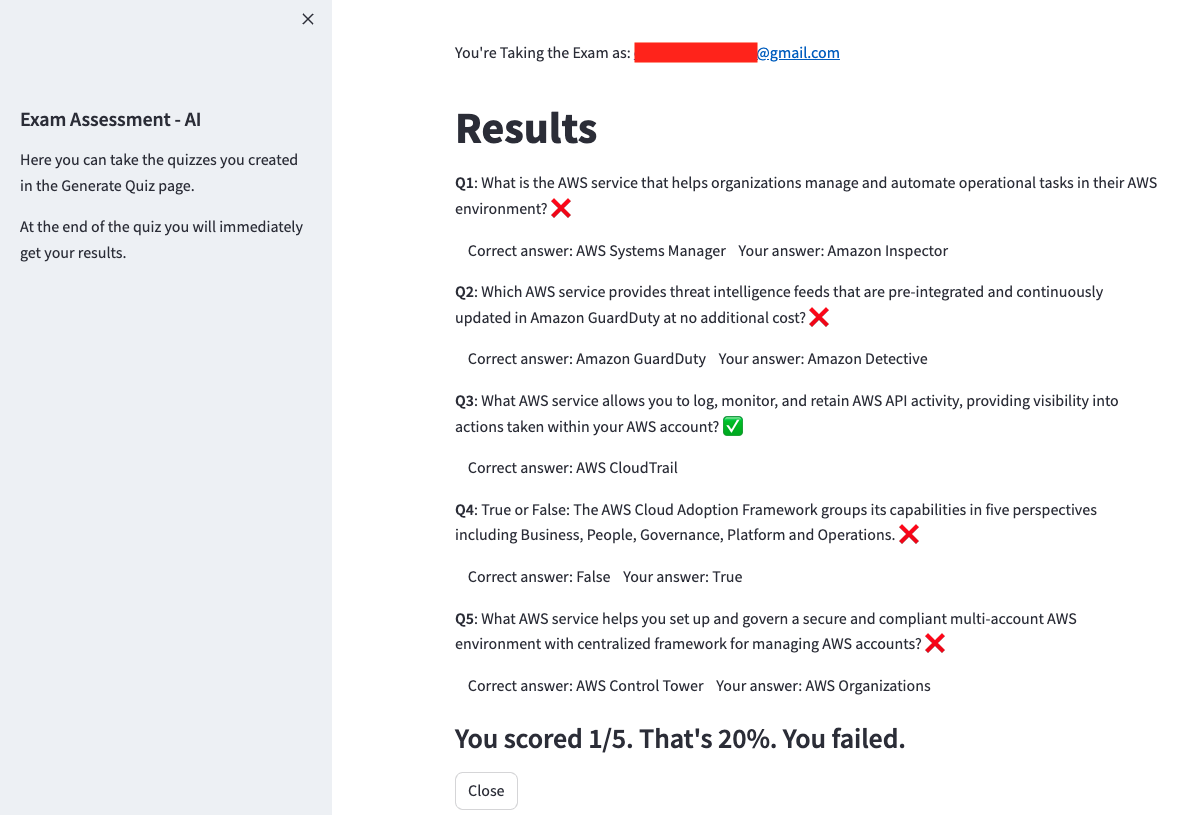 You're Taking the Exam as: @gmail.com
Exam Assessment - AI
Here you can take the quizzes you created
in the Generate Quiz page.
At the end of the quiz you will immediately
get your results.
Results
Q1: What is the AWS service that helps organizations manage and automate operational tasks in their AWS
environment? ❌
Correct answer: AWS Systems Manager Your answer: Amazon Inspector
Q2: Which AWS service provides threat intelligence feeds that are pre-integrated and continuously
updated in Amazon GuardDuty at no additional cost? ❌
Correct answer: Amazon GuardDuty Your answer: Amazon Detective
Q3: What AWS service allows you to log, monitor, and retain AWS API activity, providing visibility into
actions taken within your AWS account? ✅
Correct answer: AWS CloudTrail
Q4: True or False: The AWS Cloud Adoption Framework groups its capabilities in five perspectives
including Business, People, Governance, Platform and Operations. ❌
Correct answer: False Your answer: True
Q5: What AWS service helps you set up and govern a secure and compliant multi-account AWS
environment with centralized framework for managing AWS accounts? ❌
Correct answer: AWS Control Tower Your answer: AWS Organizations
You scored 1/5. That's 20%. You failed.
Close